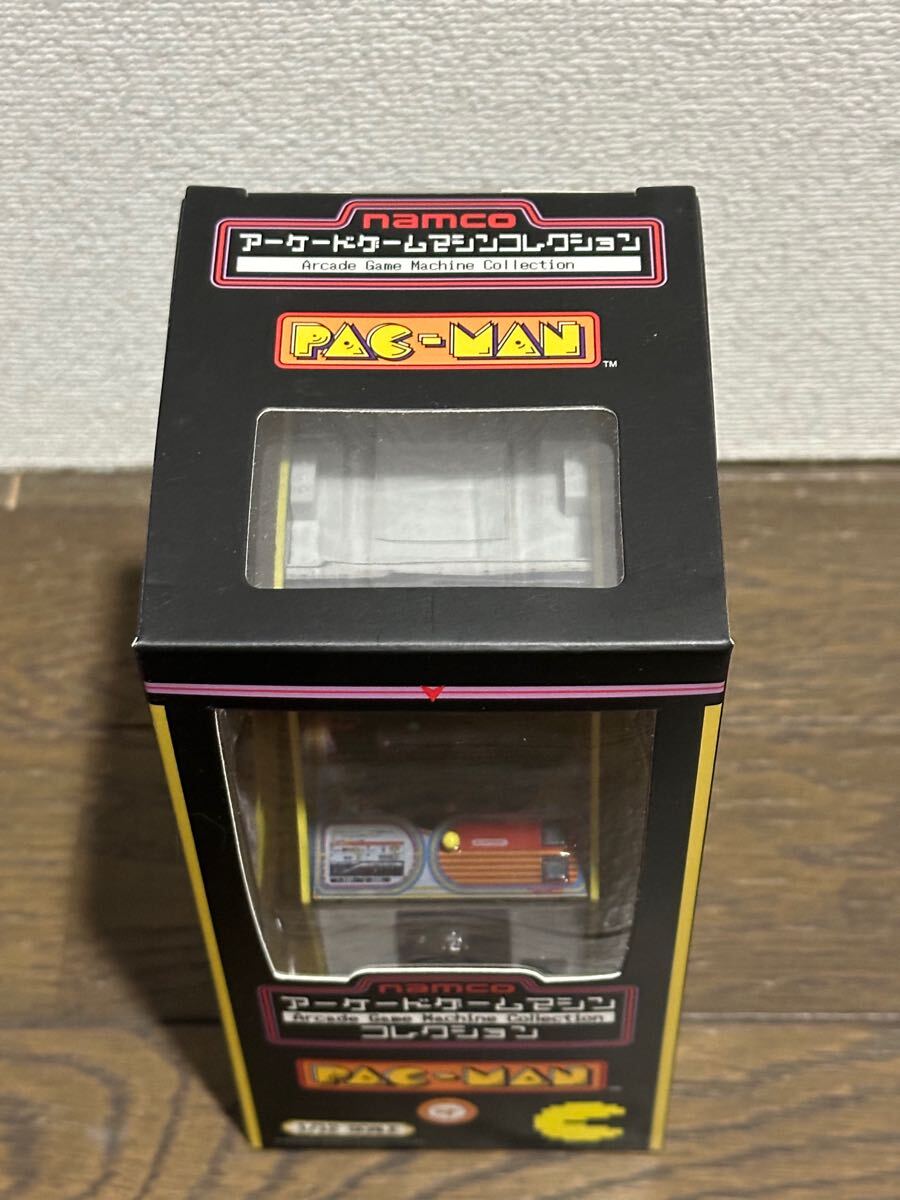 namco
アーケードゲームマシンコレクション
Arcade Game Machine Collection
PAC-MAN
TM
namco
アーケードゲームマシン
Arcade Game Machine Collection
コレクション
PAC-MAN